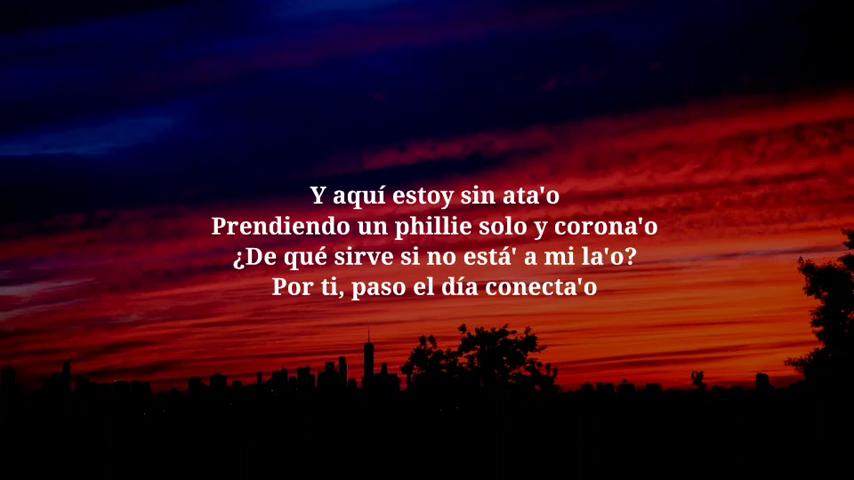 Y aquí estoy sin ata'o
Prendiendo un phillie solo y corona'o
¿De qué sirve si no está' a mi la'o?
Por ti, paso el día conecta'o